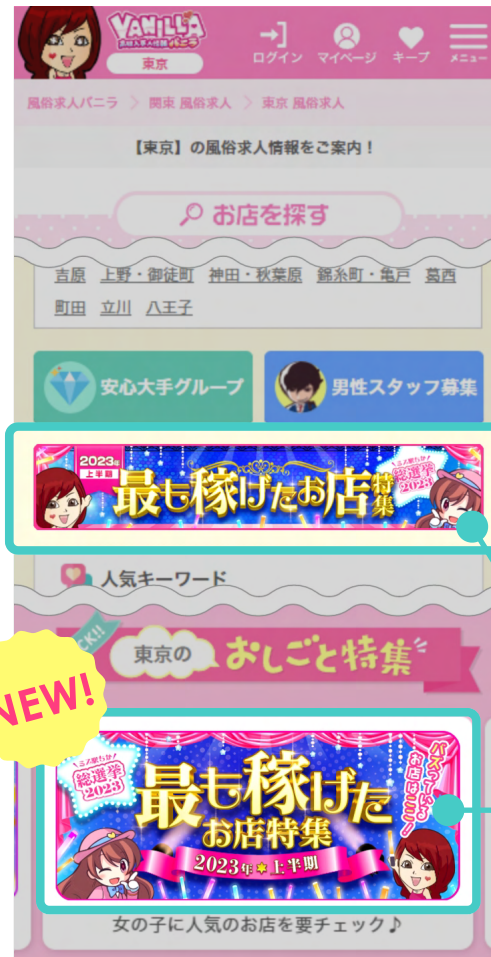 VANILLA
高収入求人情報 バニラ
東京
ログイン マイページ キープ メニュー
風俗求人バニラ > 関東 風俗求人 > 東京 風俗求人
【東京】の風俗求人情報をご案内！
お店を探す
吉原 上野・御徒町 神田・秋葉原 錦糸町・亀戸 葛西
町田 立川 八王子
安心大手グループ 男性スタッフ募集
2023年
上半期
最も稼げたお店特集
総選挙
2023
人気キーワード
東京の おしごと特集
NEW!
総選挙
2023
最も稼げた
お店特集
2023年★上半期
バズっている
お店はここ！
女の子に人気のお店を要チェック♪